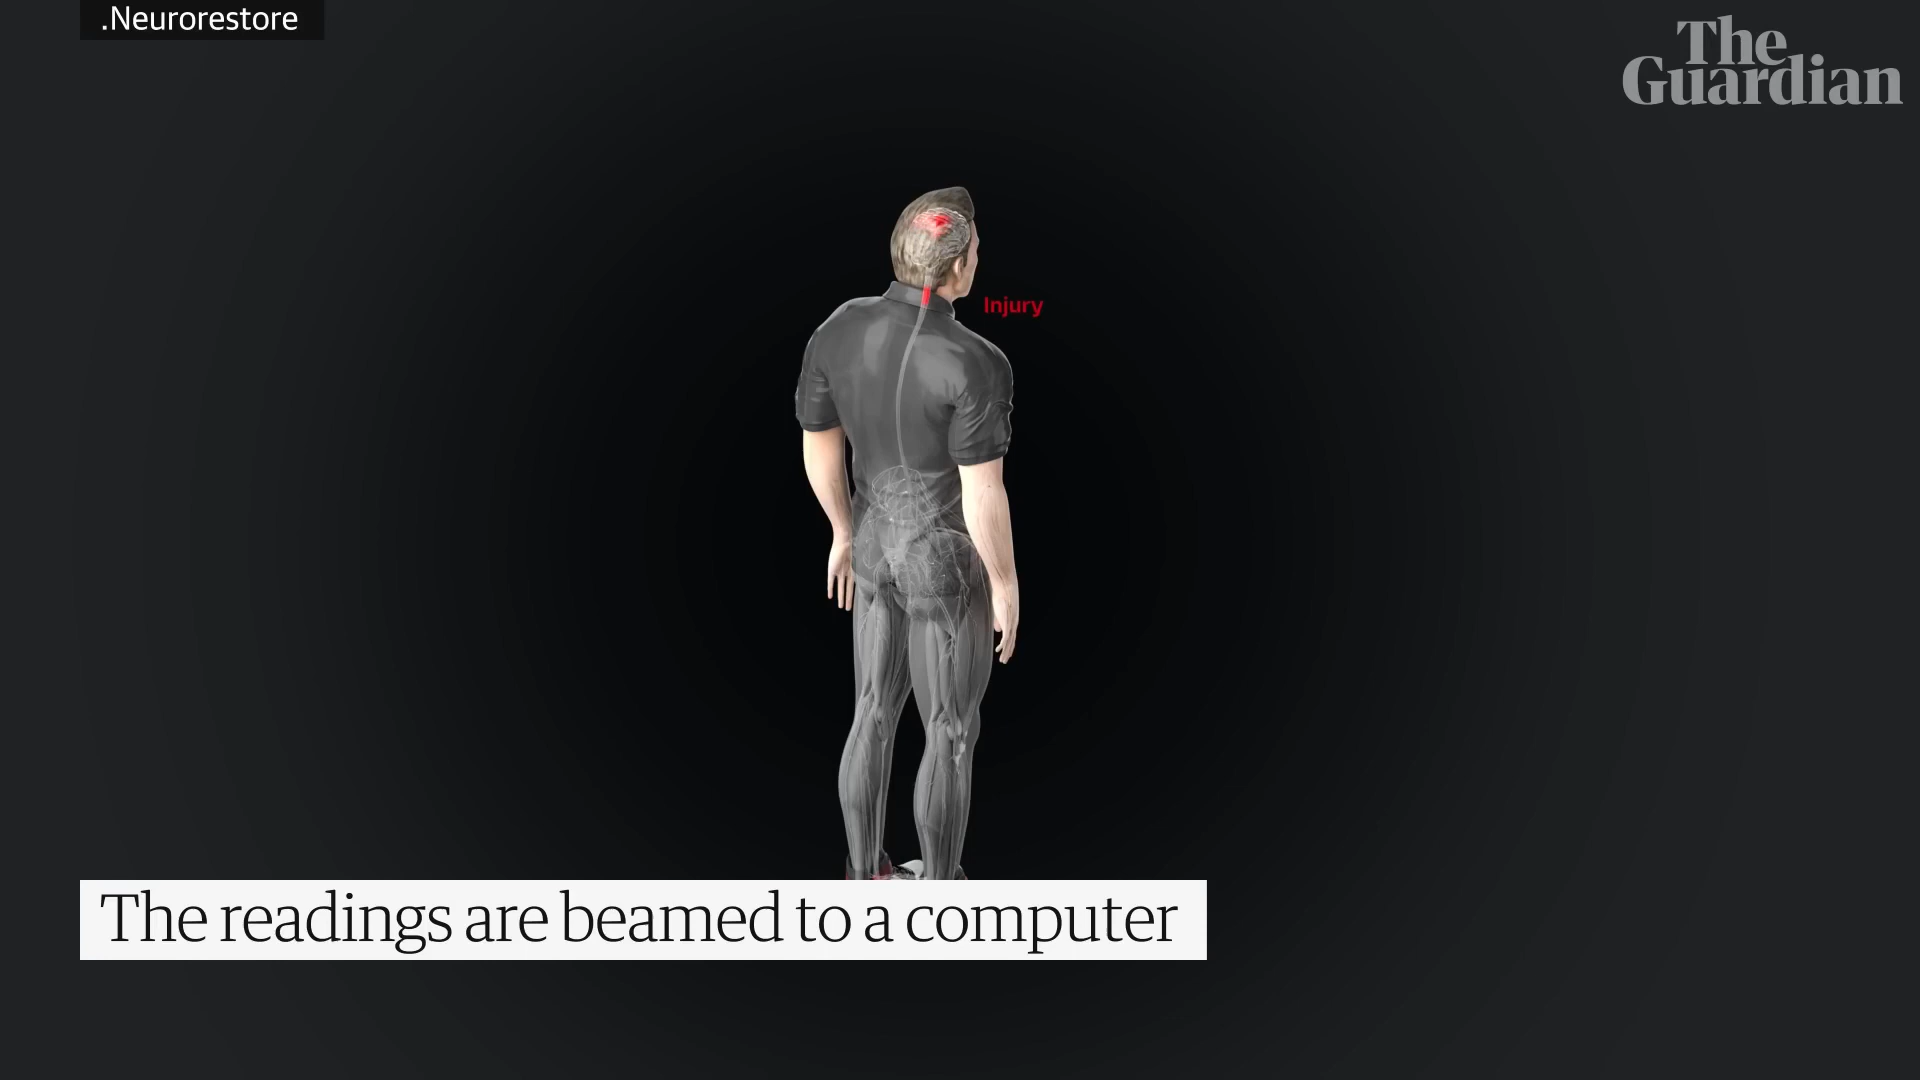 .Neurorestore
The
Guardian
Injury
The readings are beamed to a computer